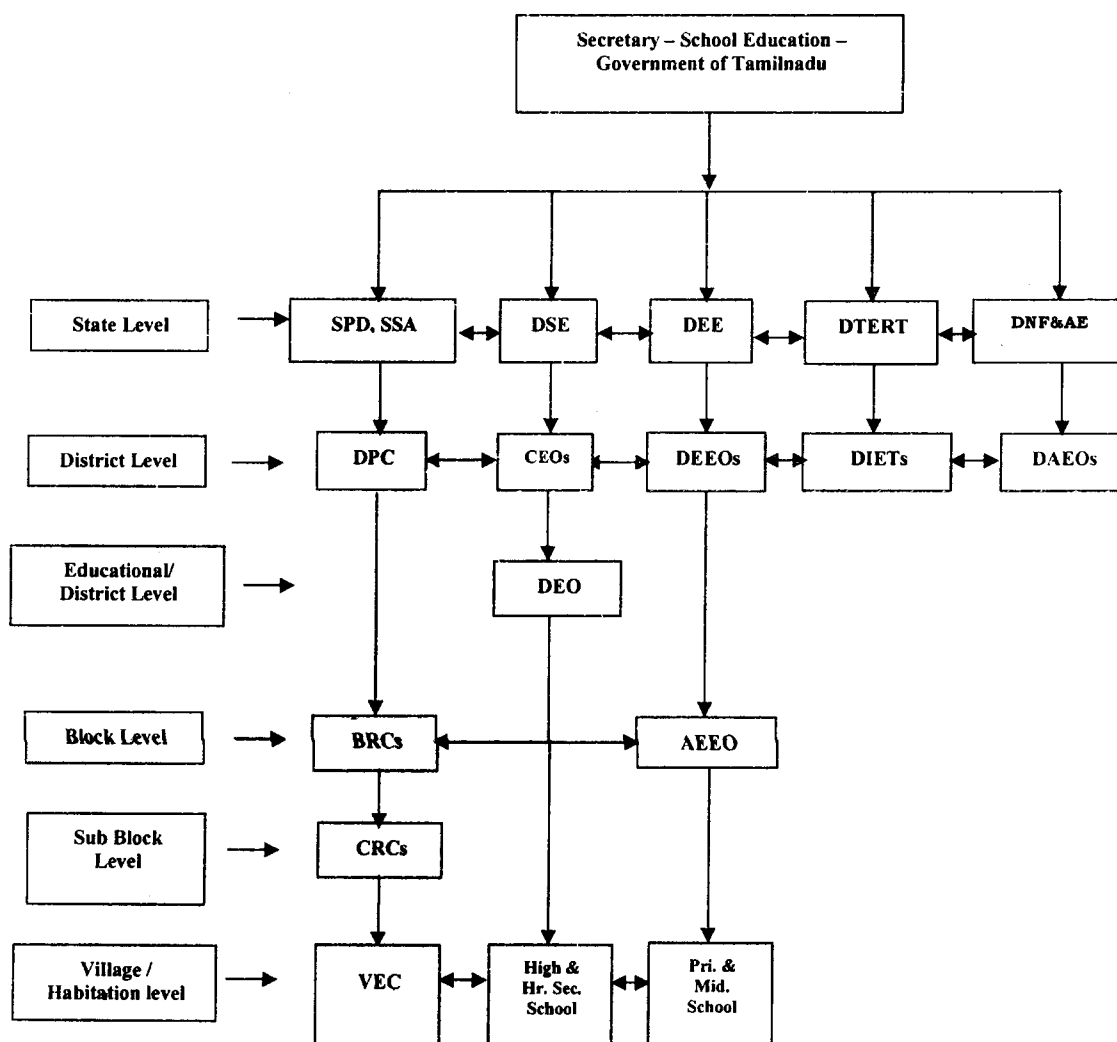 Secretary – School Education –
Government of Tamilnadu
State Level
SPD, SSA
DSE
DEE
DTERT
DNF&AE
District Level
DPC
CEOs
DEEOs
DIETs
DAEOs
Educational/
District Level
DEO
Block Level
BRCs
AEEO
Sub Block
Level
CRCs
Village /
Habitation level
VEC
High &
Hr. Sec.
School
Pri. &
Mid.
School